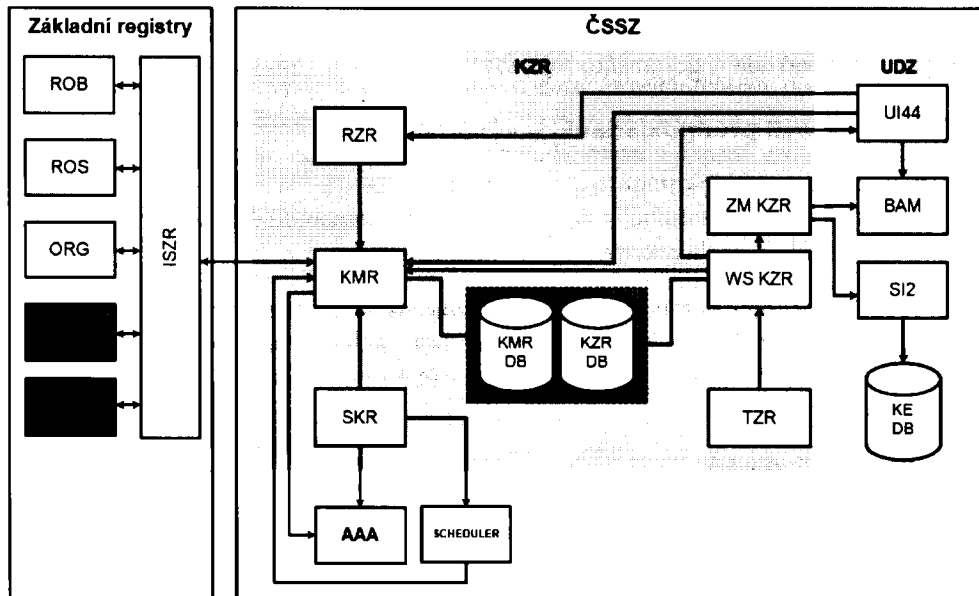 Základní registry
ČSSZ
KZR
UDZ
ROB
ROS
ORG
ISZR
RZR
KMR
SKR
AAA
SCHEDULER
KMR
DB
KZR
DB
ZM KZR
WS KZR
TZR
UI44
BAM
SI2
KE
DB